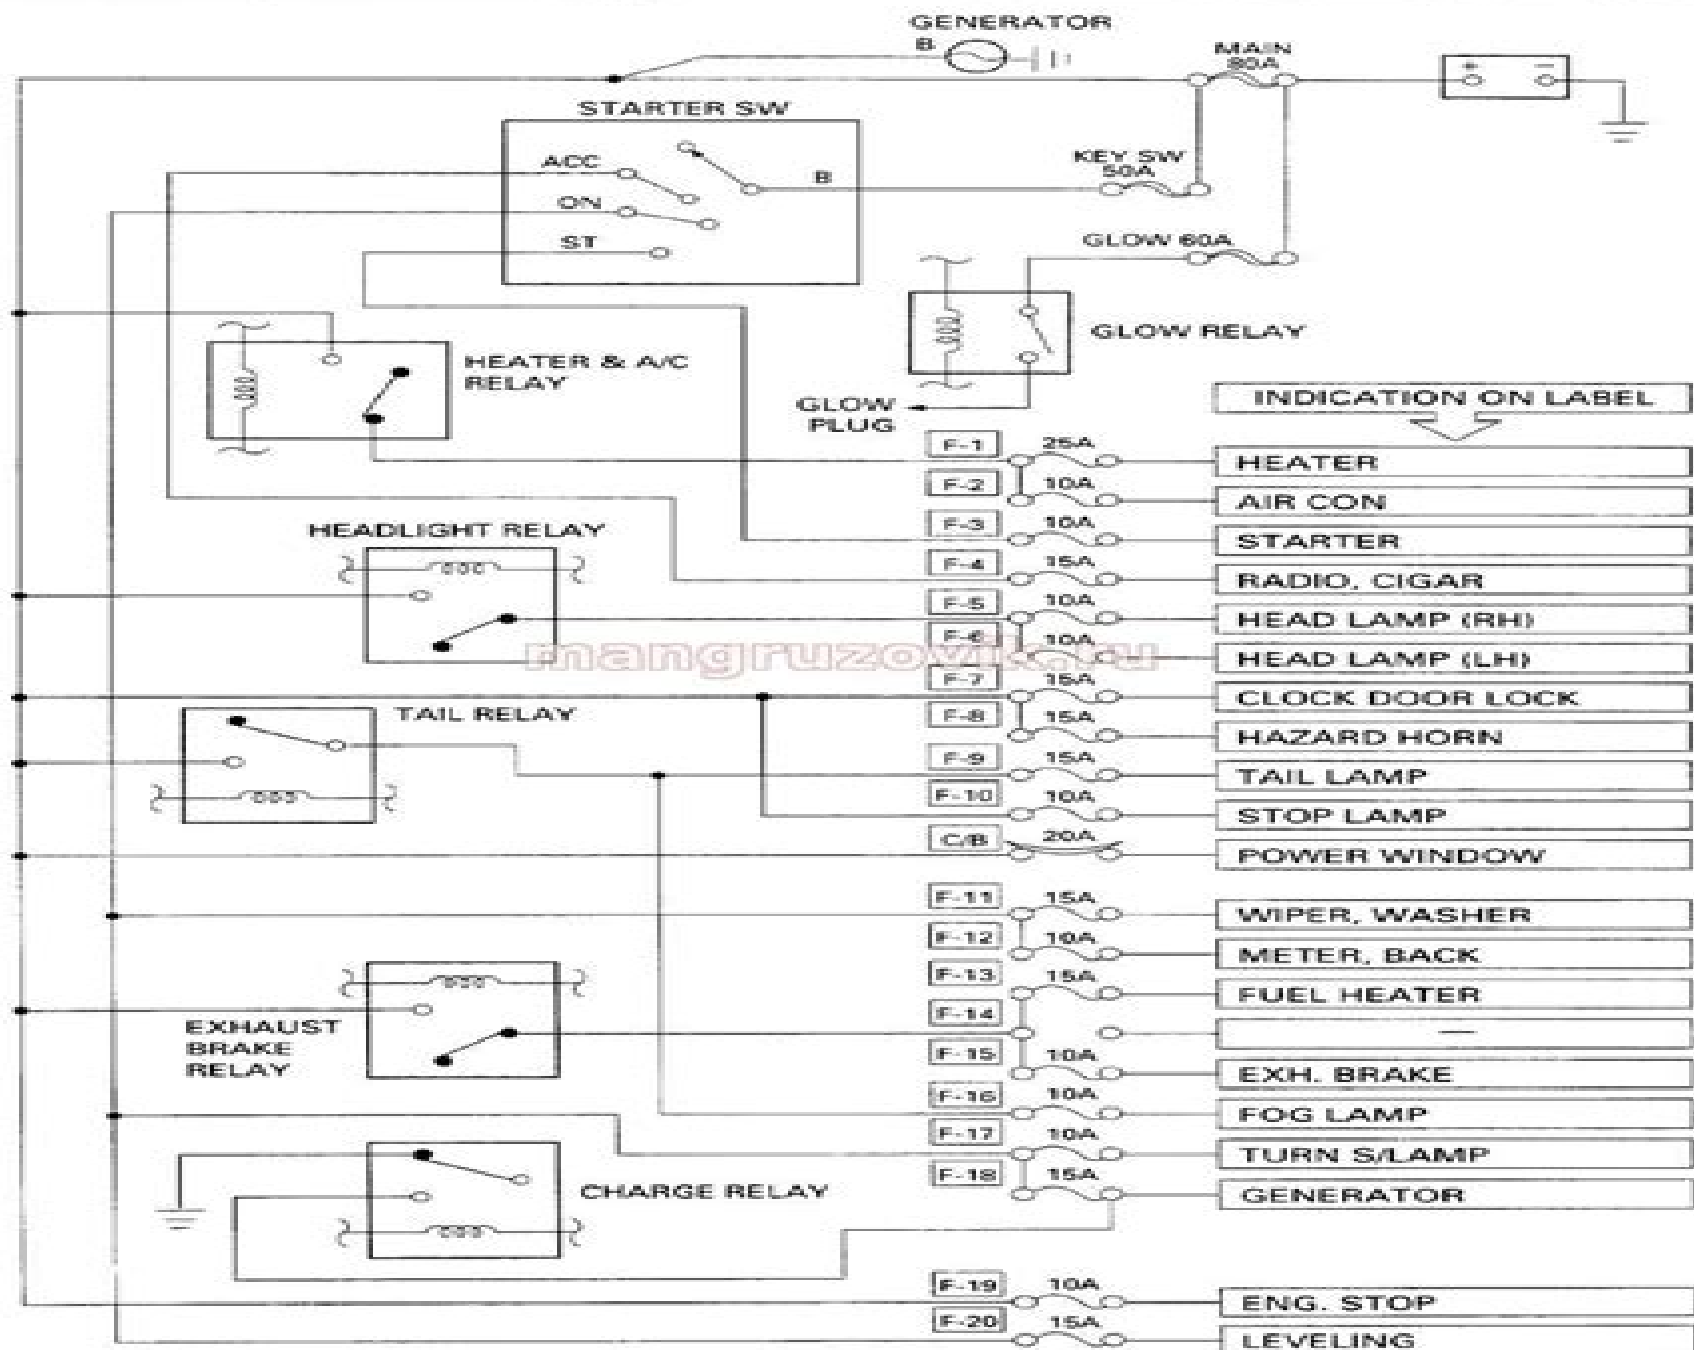 GENERATOR
B
MAIN
80A
+ −
STARTER SW
ACC
ON
ST
B
KEY SW
50A
GLOW 60A
GLOW RELAY
GLOW
PLUG
HEATER & A/C
RELAY
INDICATION ON LABEL
F-1 25A HEATER
F-2 10A AIR CON
F-3 10A STARTER
HEADLIGHT RELAY
F-4 15A RADIO, CIGAR
F-5 10A HEAD LAMP (RH)
F-6 10A HEAD LAMP (LH)
mangruzovik.ru
F-7 15A CLOCK DOOR LOCK
TAIL RELAY
F-8 15A HAZARD HORN
F-9 15A TAIL LAMP
F-10 10A STOP LAMP
C/B 20A POWER WINDOW
F-11 15A WIPER, WASHER
F-12 10A METER, BACK
F-13 15A FUEL HEATER
F-14 —
EXHAUST
BRAKE
RELAY
F-15 10A EXH. BRAKE
F-16 10A FOG LAMP
F-17 10A TURN S/LAMP
F-18 15A GENERATOR
CHARGE RELAY
F-19 10A ENG. STOP
F-20 15A LEVELING